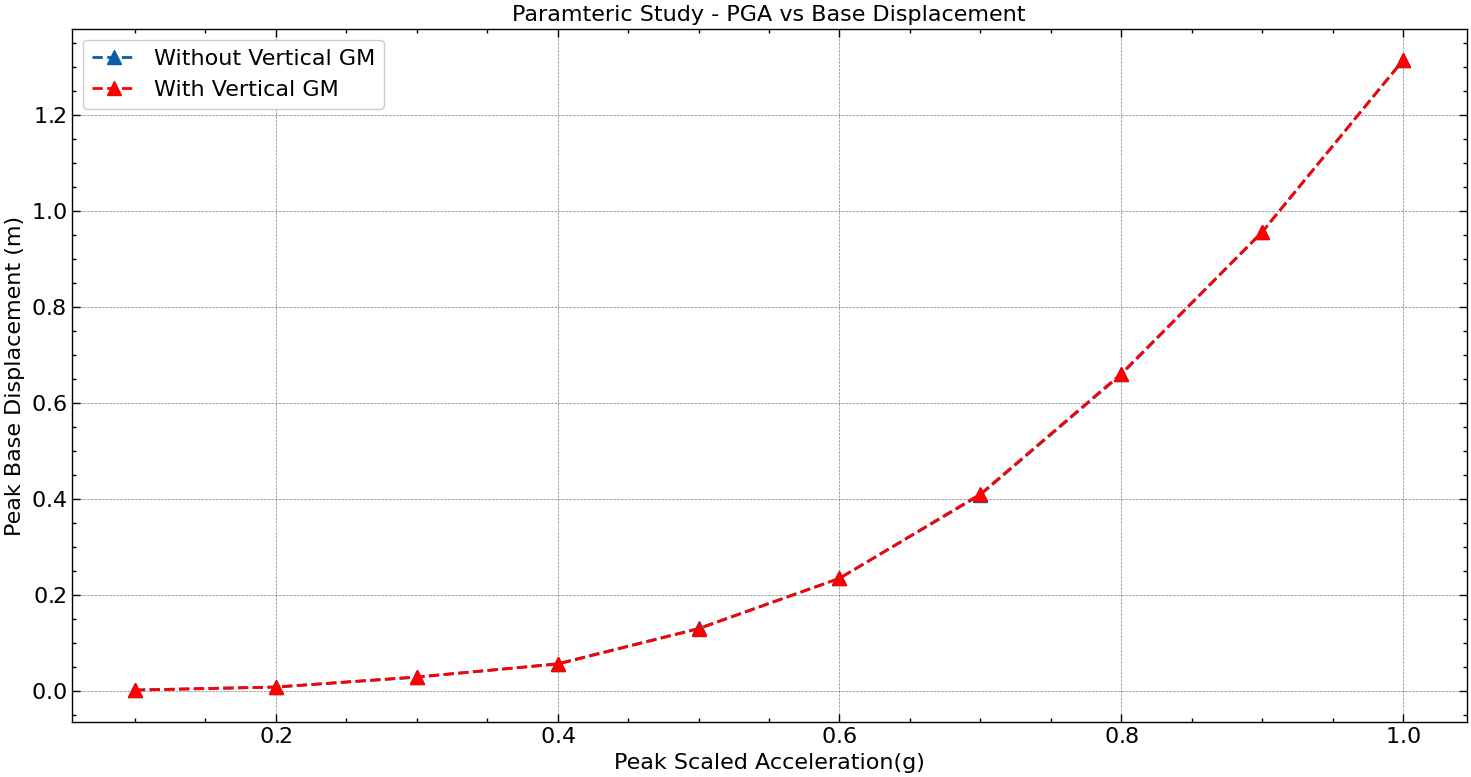 Paramteric Study - PGA vs Base Displacement
Without Vertical GM
With Vertical GM
Peak Base Displacement (m)
1.2
1.0
0.8
0.6
0.4
0.2
0.0
0.2
0.4
0.6
0.8
1.0
Peak Scaled Acceleration(g)